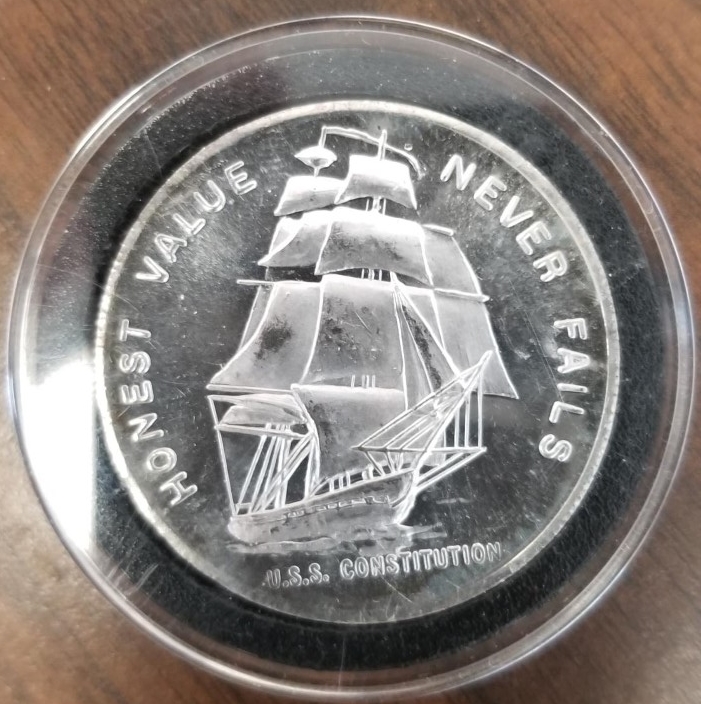 HONEST VALUE NEVER FAILS
U.S.S. CONSTITUTION